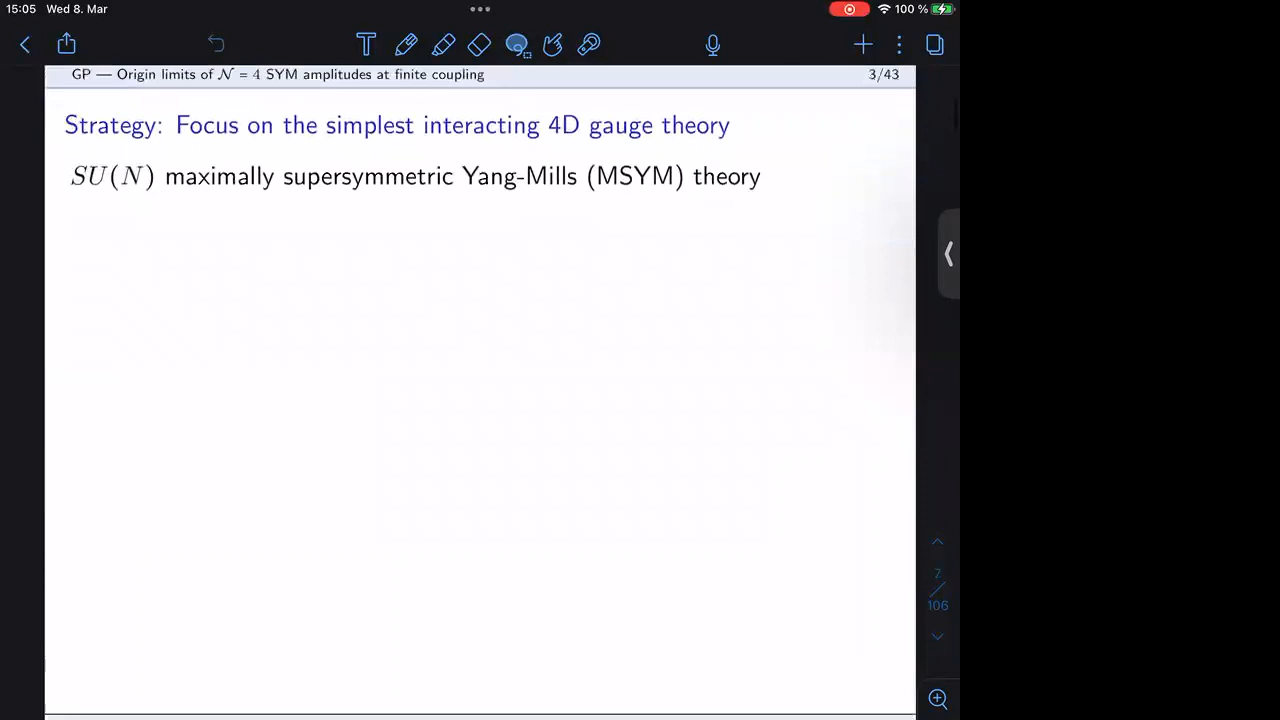 15:05 Wed 8. Mar
100 %
GP — Origin limits of 𝒩 = 4 SYM amplitudes at finite coupling 3/43
Strategy: Focus on the simplest interacting 4D gauge theory
SU(N) maximally supersymmetric Yang-Mills (MSYM) theory
7
106